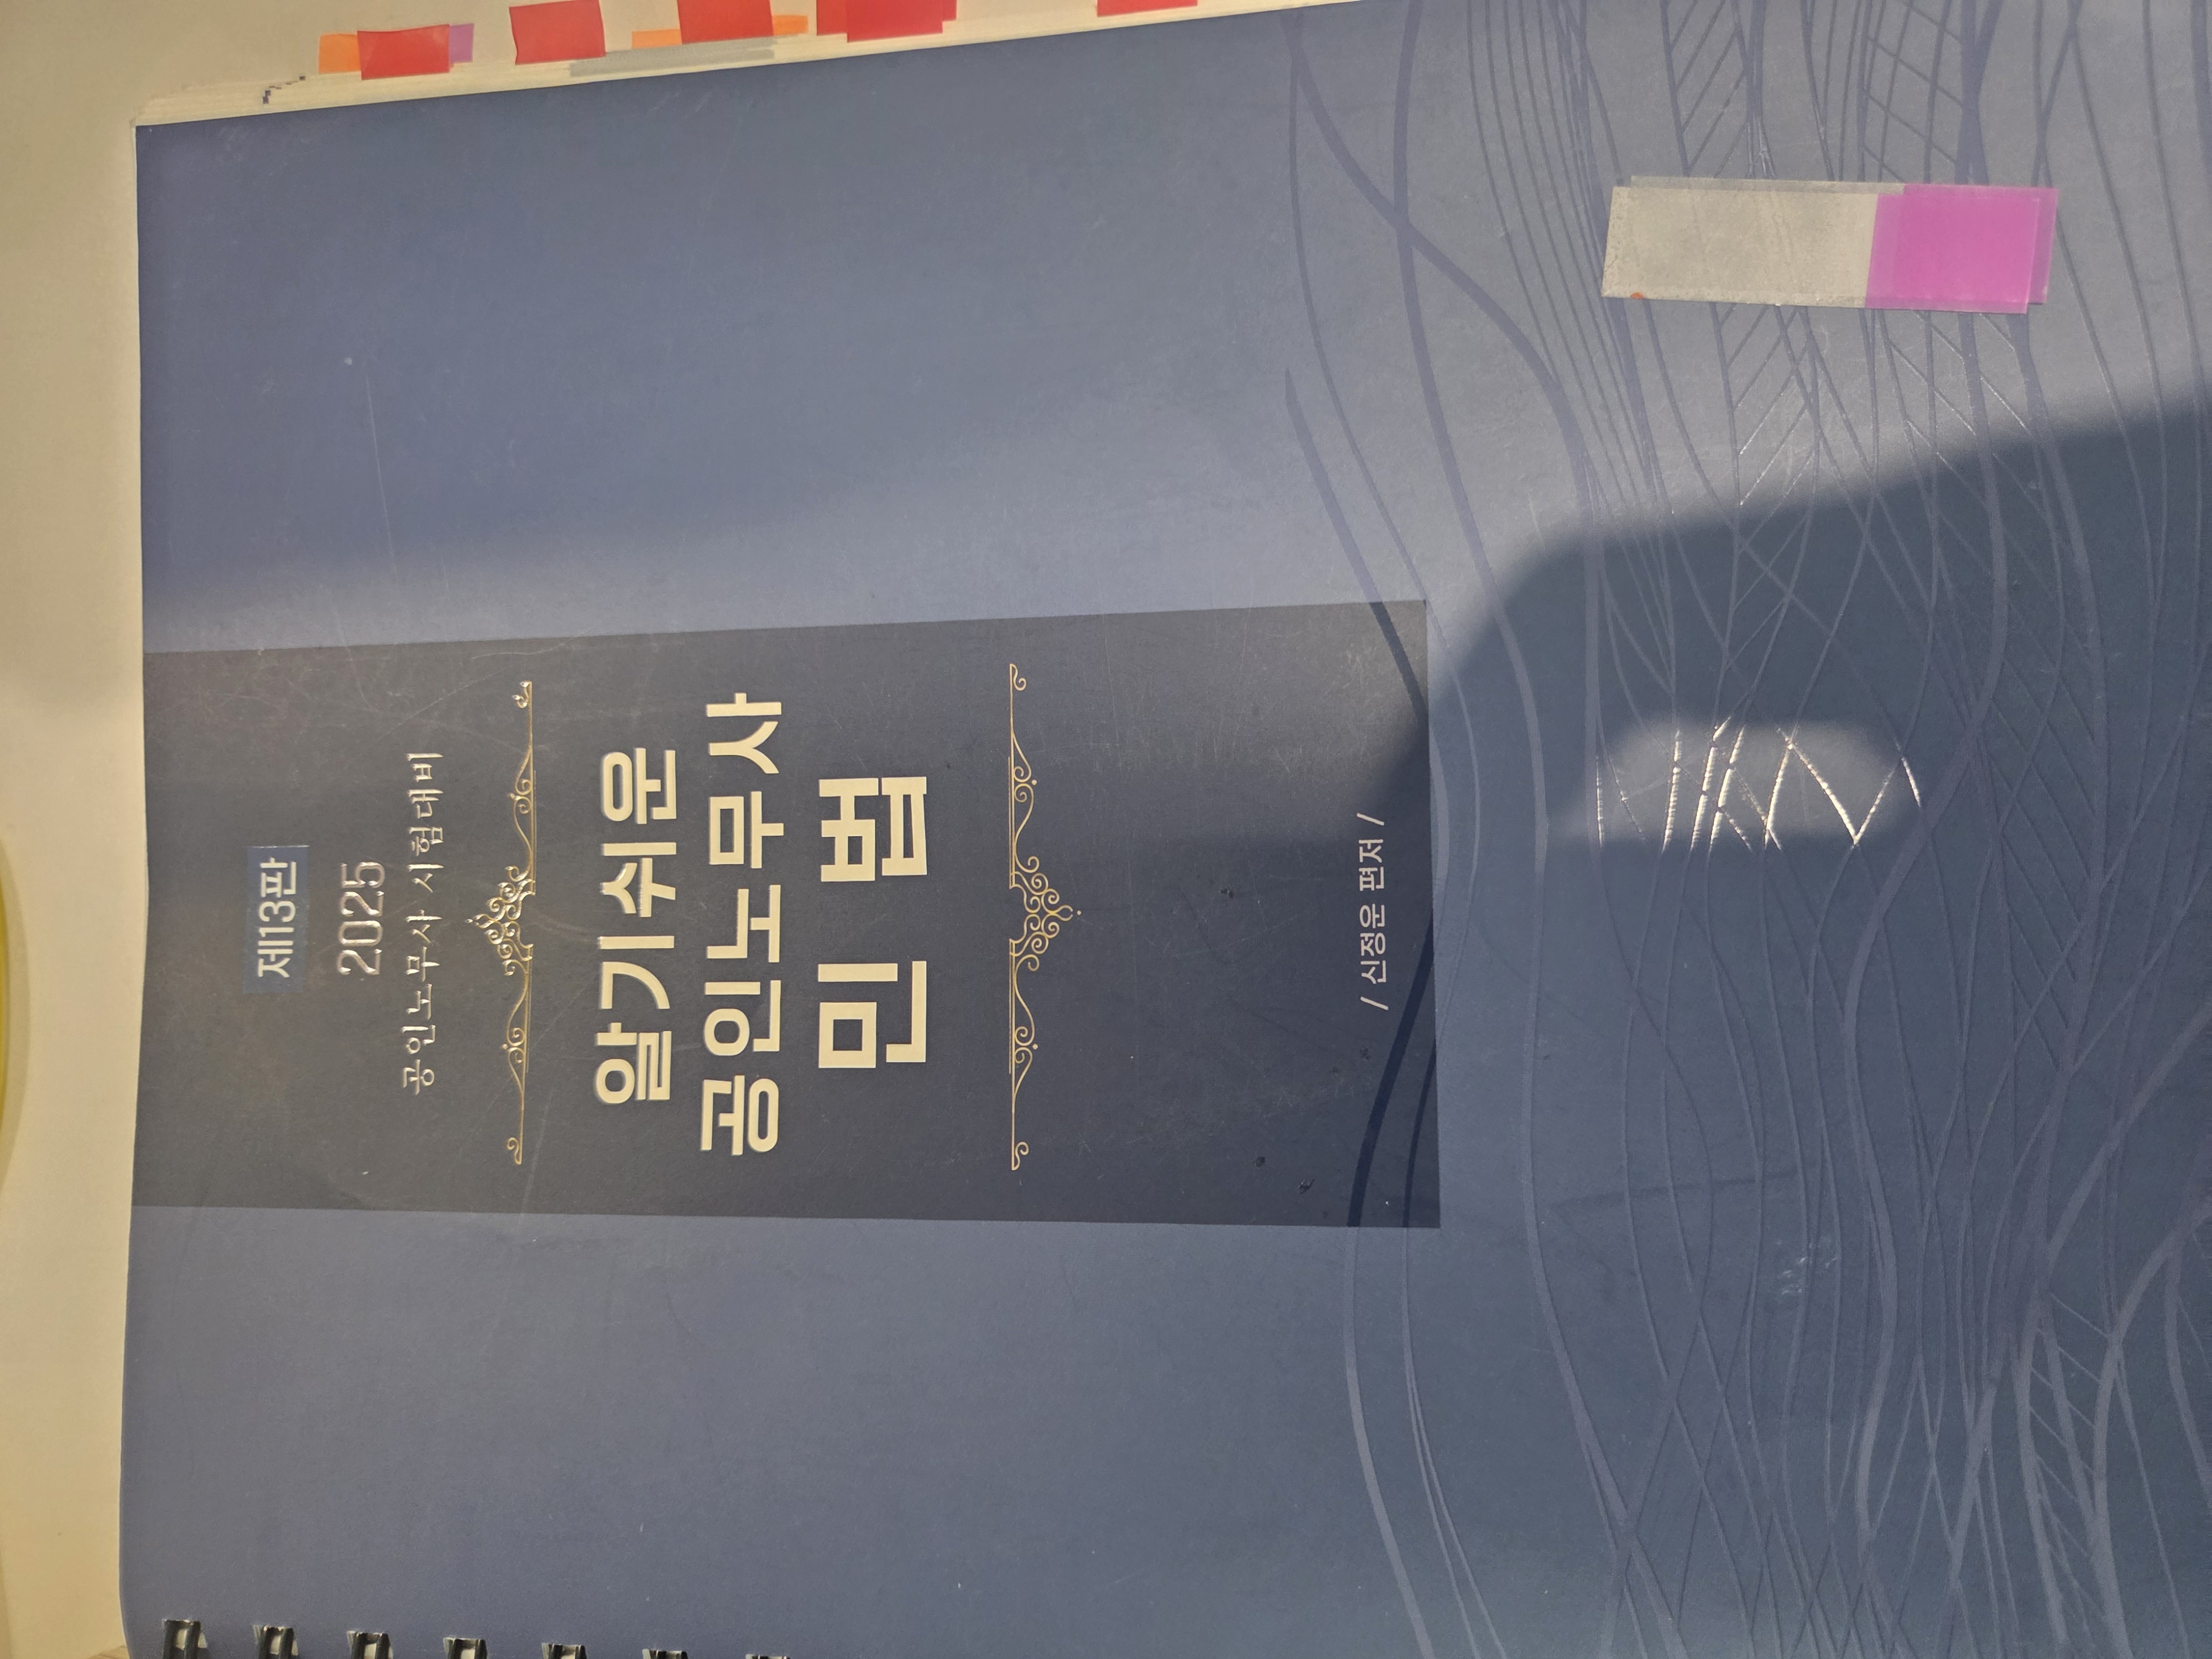 제13판
2025
공인노무사 시험대비
알기쉬운
공인노무사
민 법
/ 신정운 편저 /